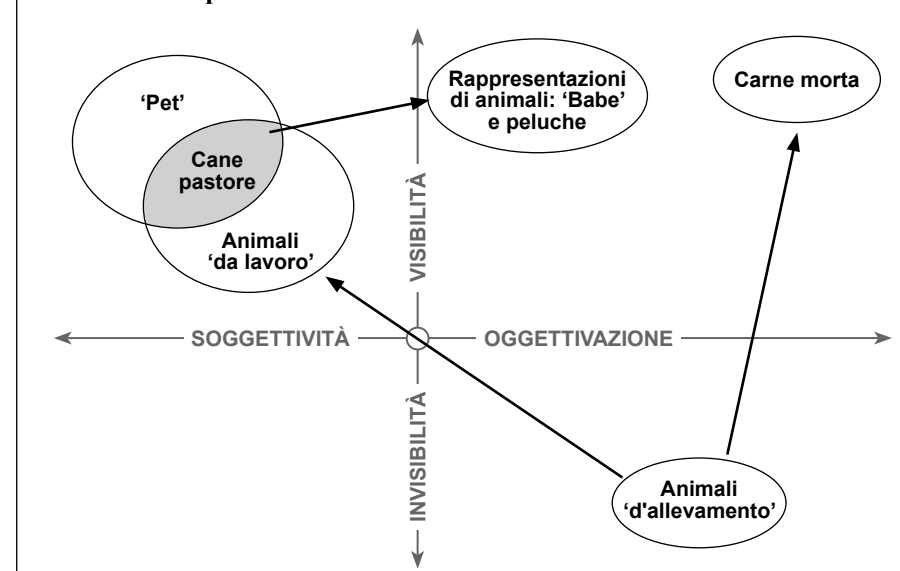 ‘Pet’
Cane
pastore
Animali
‘da lavoro’
Rappresentazioni
di animali: ‘Babe’
e peluche
Carne morta
VISIBILITÀ
SOGGETTIVITÀ
OGGETTIVAZIONE
INVISIBILITÀ
Animali
‘d'allevamento’